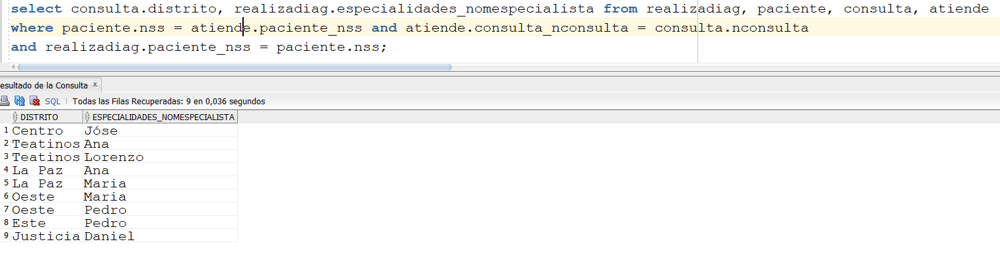 select consulta.distrito, realizadiag.especialidades_nomespecialista from realizadiag, paciente, consulta, atiende
where paciente.nss = atiende.paciente_nss and atiende.consulta_nconsulta = consulta.nconsulta
and realizadiag.paciente_nss = paciente.nss;
esultado de la Consulta x
SQL | Todas las Filas Recuperadas: 9 en 0,036 segundos
DISTRITO ESPECIALIDADES_NOMESPECIALISTA
1 Centro Jóse
2 Teatinos Ana
3 Teatinos Lorenzo
4 La Paz Ana
5 La Paz Maria
6 Oeste Maria
7 Oeste Pedro
8 Este Pedro
9 Justicia Daniel